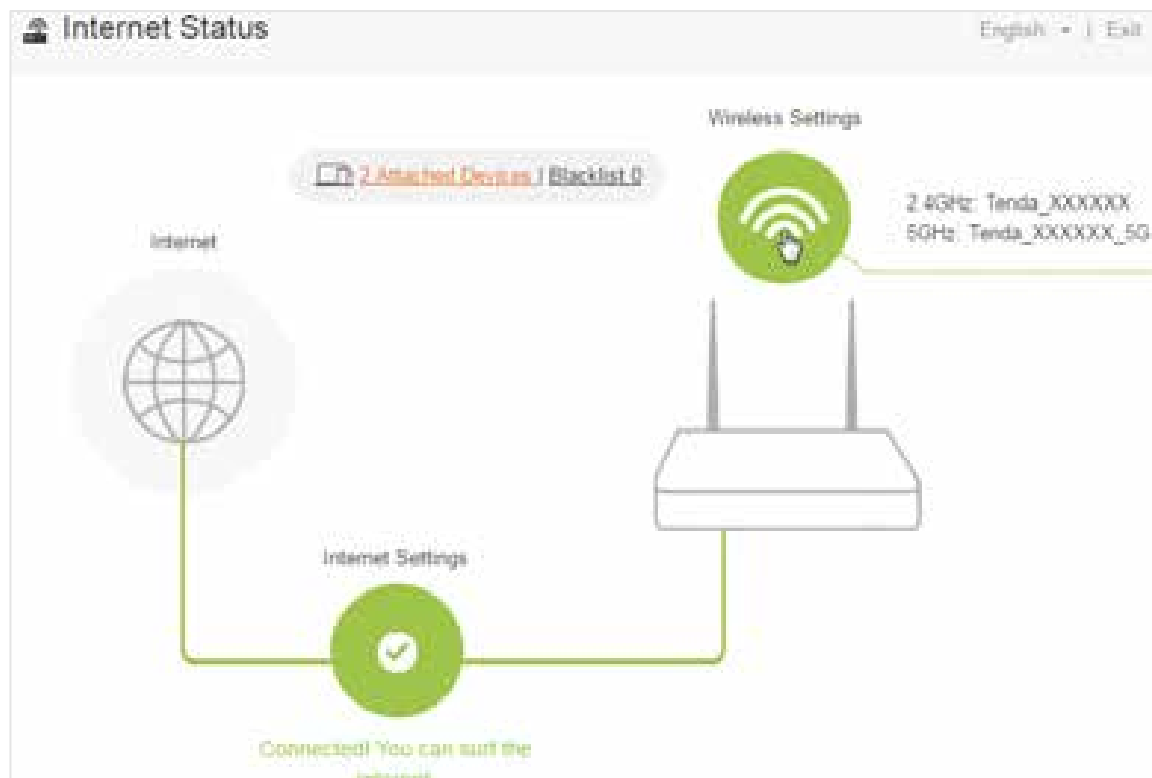 Internet Status
English | Exit
Wireless Settings
2 Attached Devices | Blacklist 0
2.4GHz: Tenda_XXXXXX
5GHz: Tenda_XXXXXX_5G
Internet
Internet Settings
Connected! You can surf the
Internet